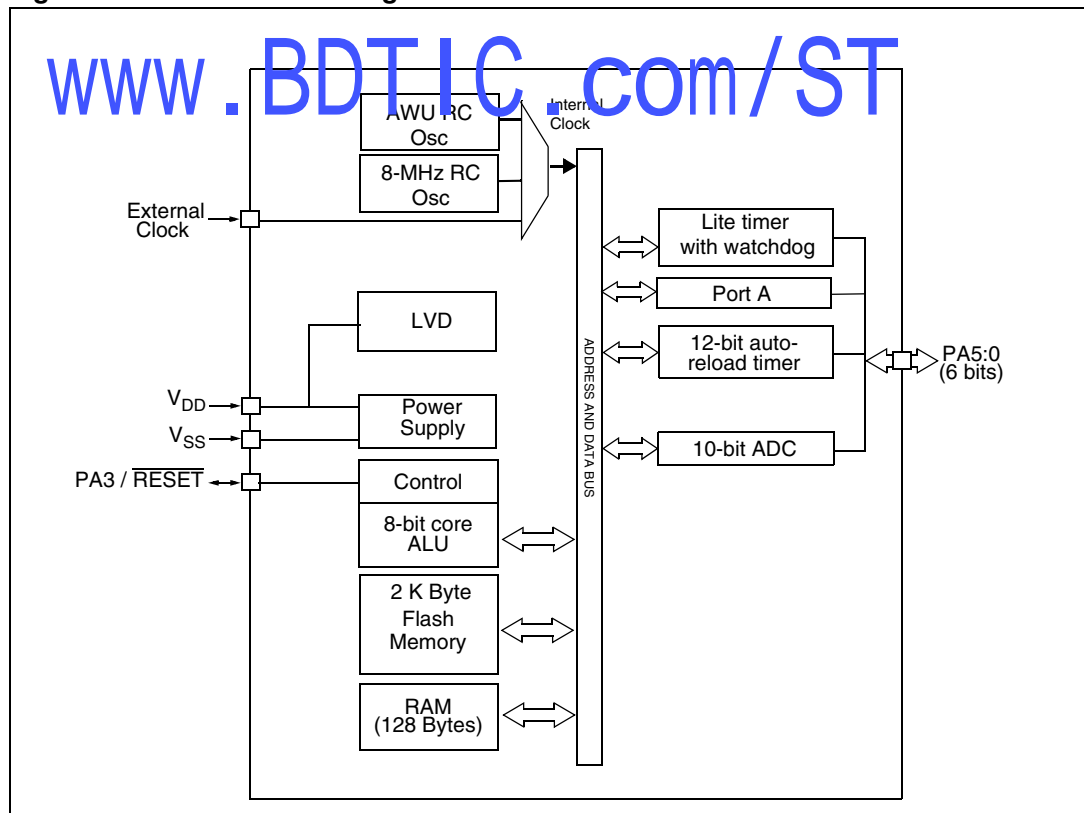 www.BDTIC.com/ST
AWU RC
Osc
Internal
Clock
8-MHz RC
Osc
External
Clock
Lite timer
with watchdog
Port A
LVD
12-bit auto-
reload timer
ADDRESS AND DATA BUS
PA5:0
(6 bits)
VDD
VSS
Power
Supply
10-bit ADC
PA3 / RESET
Control
8-bit core
ALU
2 K Byte
Flash
Memory
RAM
(128 Bytes)